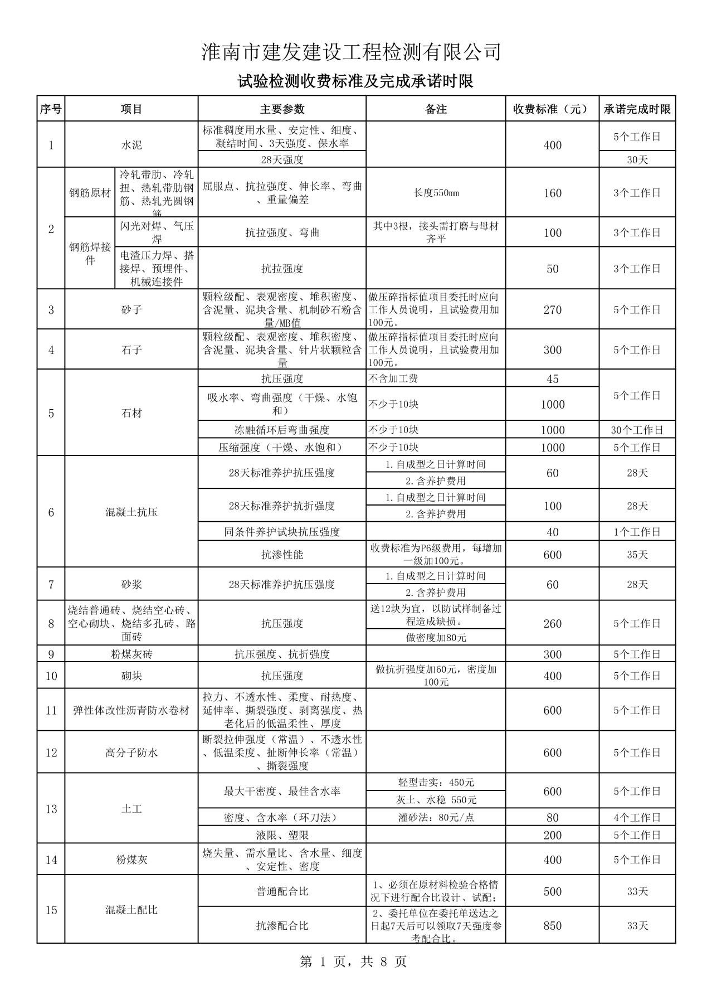 淮南市建发建设工程检测有限公司
试验检测收费标准及完成承诺时限
序号 项目 主要参数 备注 收费标准（元） 承诺完成时限
1 水泥 标准稠度用水量、安定性、细度、
凝结时间、3天强度、保水率 400 5个工作日
28天强度 30天
2 钢筋原材 冷轧带肋、冷轧
扭、热轧带肋钢
筋、热轧光圆钢
筋 屈服点、抗拉强度、伸长率、弯曲
、重量偏差 长度550mm 160 3个工作日
钢筋焊接
件 闪光对焊、气压
焊 抗拉强度、弯曲 其中3根，接头需打磨与母材
齐平 100 3个工作日
电渣压力焊、搭
接焊、预埋件、
机械连接件 抗拉强度 50 3个工作日
3 砂子 颗粒级配、表观密度、堆积密度、
含泥量、泥块含量、机制砂石粉含
量/MB值 做压碎指标值项目委托时应向
工作人员说明，且试验费用加
100元。 270 5个工作日
4 石子 颗粒级配、表观密度、堆积密度、
含泥量、泥块含量、针片状颗粒含
量 做压碎指标值项目委托时应向
工作人员说明，且试验费用加
100元。 300 5个工作日
5 石材 抗压强度 不含加工费 45 5个工作日
吸水率、弯曲强度（干燥、水饱
和） 不少于10块 1000
冻融循环后弯曲强度 不少于10块 1000 30个工作日
压缩强度（干燥、水饱和） 不少于10块 1000 5个工作日
6 混凝土抗压 28天标准养护抗压强度 1.自成型之日计算时间
2.含养护费用 60 28天
28天标准养护抗折强度 1.自成型之日计算时间
2.含养护费用 100 28天
同条件养护试块抗压强度 40 1个工作日
抗渗性能 收费标准为P6级费用，每增加
一级加100元。 600 35天
7 砂浆 28天标准养护抗压强度 1.自成型之日计算时间
2.含养护费用 60 28天
8 烧结普通砖、烧结空心砖、
空心砌块、烧结多孔砖、路
面砖 抗压强度 送12块为宜，以防试样制备过
程造成缺损。
做密度加80元 260 5个工作日
9 粉煤灰砖 抗压强度、抗折强度 300 5个工作日
10 砌块 抗压强度 做抗折强度加60元，密度加
100元 400 5个工作日
11 弹性体改性沥青防水卷材 拉力、不透水性、柔度、耐热度、
延伸率、撕裂强度、剥离强度、热
老化后的低温柔性、厚度 600 5个工作日
12 高分子防水 断裂拉伸强度（常温）、不透水性
、低温柔度、扯断伸长率（常温）
、撕裂强度 600 5个工作日
13 土工 最大干密度、最佳含水率 轻型击实：450元
灰土、水稳 550元 600 5个工作日
密度、含水率（环刀法） 灌砂法：80元/点 80 4个工作日
液限、塑限 200 5个工作日
14 粉煤灰 烧失量、需水量比、含水量、细度
、安定性、密度 400 5个工作日
15 混凝土配比 普通配合比 1、必须在原材料检验合格情
况下进行配合比设计、试配； 500 33天
抗渗配合比 2、委托单位在委托单送达之
日起7天后可以领取7天强度参
考配合比。 850 33天
第 1 页，共 8 页